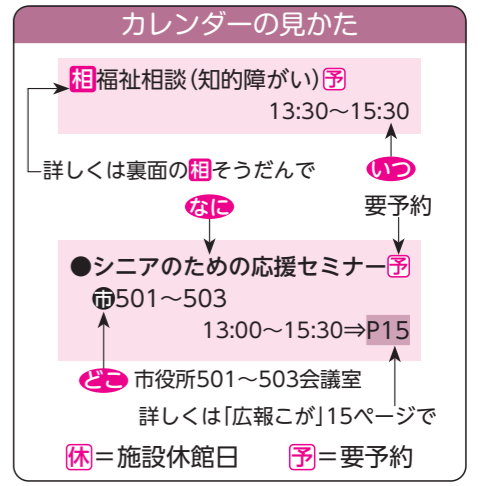 カレンダーの見かた
相福祉相談(知的障がい)予
13:30～15:30
詳しくは裏面の相そうだんで
いつ
なに
要予約
●シニアのための応援セミナー予
市501～503
13:00～15:30⇒P15
どこ 市役所501～503会議室
詳しくは「広報こが」15ページで
休＝施設休館日 予＝要予約